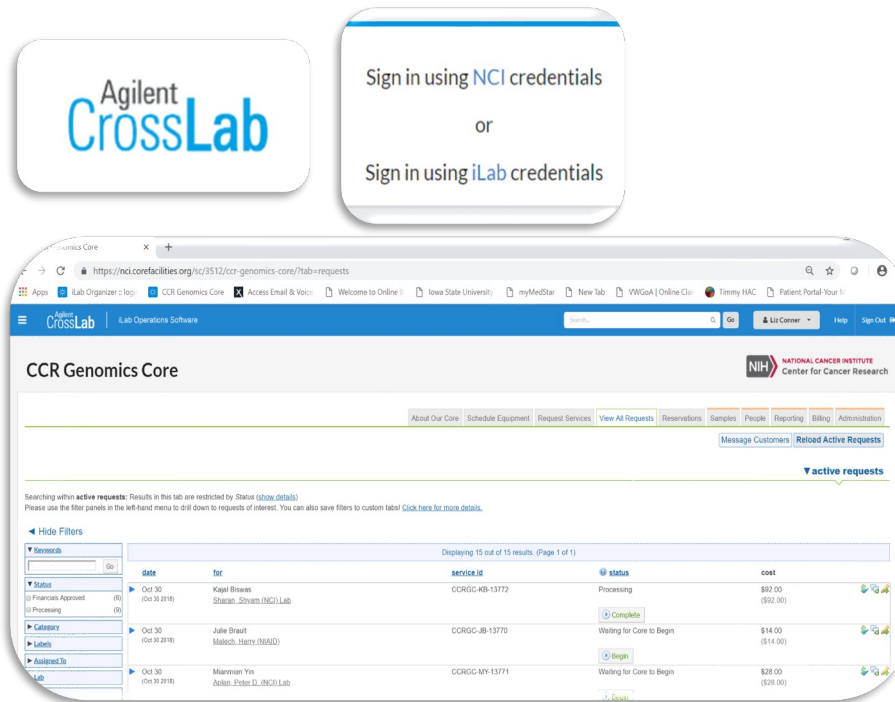 Agilent
CrossLab
Sign in using NCI credentials
or
Sign in using iLab credentials
Genomics Core
https://nci.corefacilities.org/sc/3512/ccr-genomics-core/?tab=requests
Apps iLab Organizer :: logi CCR Genomics Core Access Email & Voice Welcome to Online Iowa State University myMedStar New Tab VWGoA | Online Clai Timmy HAC Patient Portal-Your
Agilent
CrossLab iLab Operations Software Search... Go Liz Conner Help Sign Out
CCR Genomics Core
NIH NATIONAL CANCER INSTITUTE
Center for Cancer Research
About Our Core Schedule Equipment Request Services View All Requests Reservations Samples People Reporting Billing Administration
Message Customers Reload Active Requests
▼ active requests
Searching within active requests: Results in this tab are restricted by Status (show details)
Please use the filter panels in the left-hand menu to drill down to requests of interest. You can also save filters to custom tabs! Click here for more details.
◄ Hide Filters
▼ Keywords
Go
▼ Status
Financials Approved (6)
Processing (9)
► Category
► Labels
► Assigned To
Lab
Displaying 15 out of 15 results. (Page 1 of 1)
date for service id status cost
Oct 30 Kajal Biswas CCRGC-KB-13772 Processing $92.00
(Oct 30 2018) Sharan, Shyam (NCI) Lab ($92.00)
Complete
Oct 30 Julie Brault CCRGC-JB-13770 Waiting for Core to Begin $14.00
(Oct 30 2018) Malech, Harry (NIAID) ($14.00)
Begin
Oct 30 Mianmian Yin CCRGC-MY-13771 Waiting for Core to Begin $28.00
(Oct 30 2018) Aplan, Peter D. (NCI) Lab ($28.00)
Begin